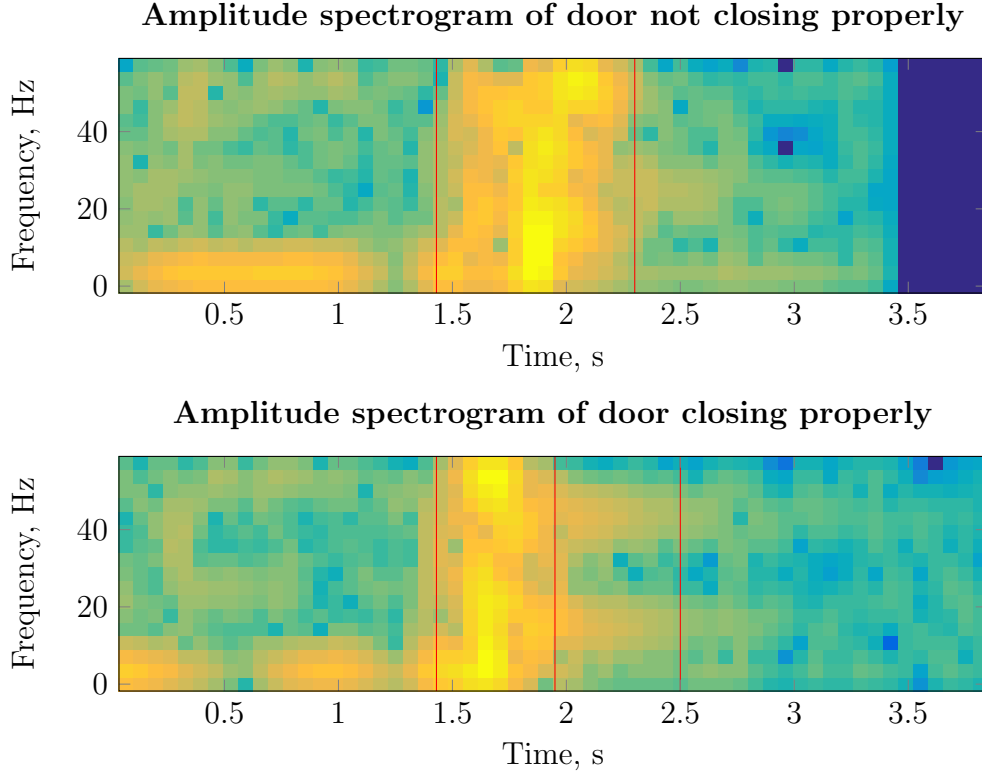 Amplitude spectrogram of door not closing properly
Frequency, Hz
40
20
0
0.5 1 1.5 2 2.5 3 3.5
Time, s
Amplitude spectrogram of door closing properly
Frequency, Hz
40
20
0
0.5 1 1.5 2 2.5 3 3.5
Time, s